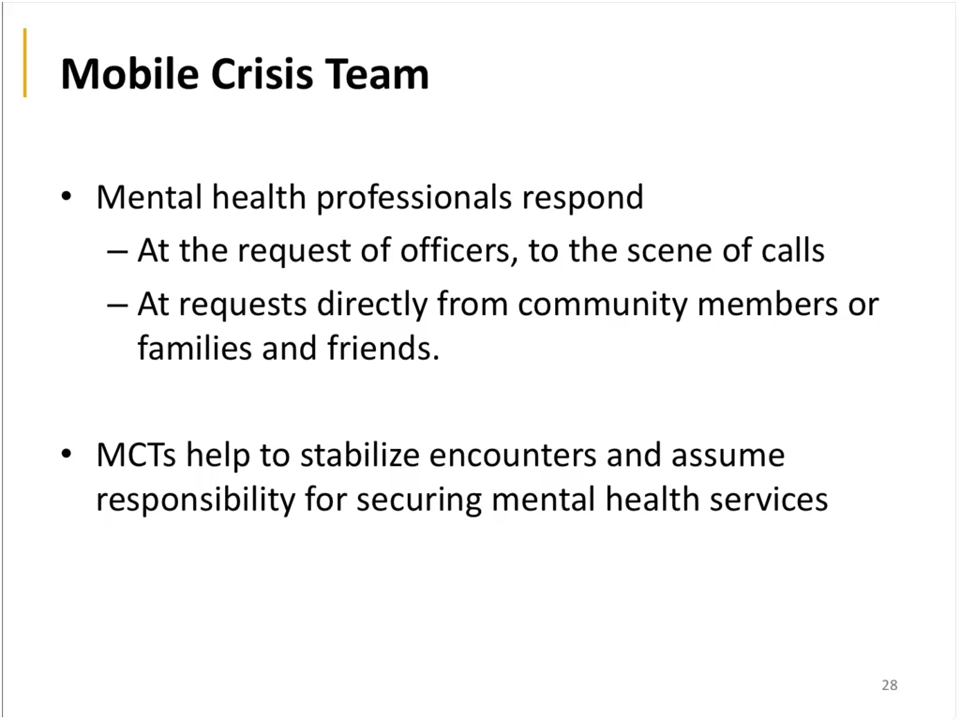 Mobile Crisis Team
• Mental health professionals respond
– At the request of officers, to the scene of calls
– At requests directly from community members or
families and friends.
• MCTs help to stabilize encounters and assume
responsibility for securing mental health services
28